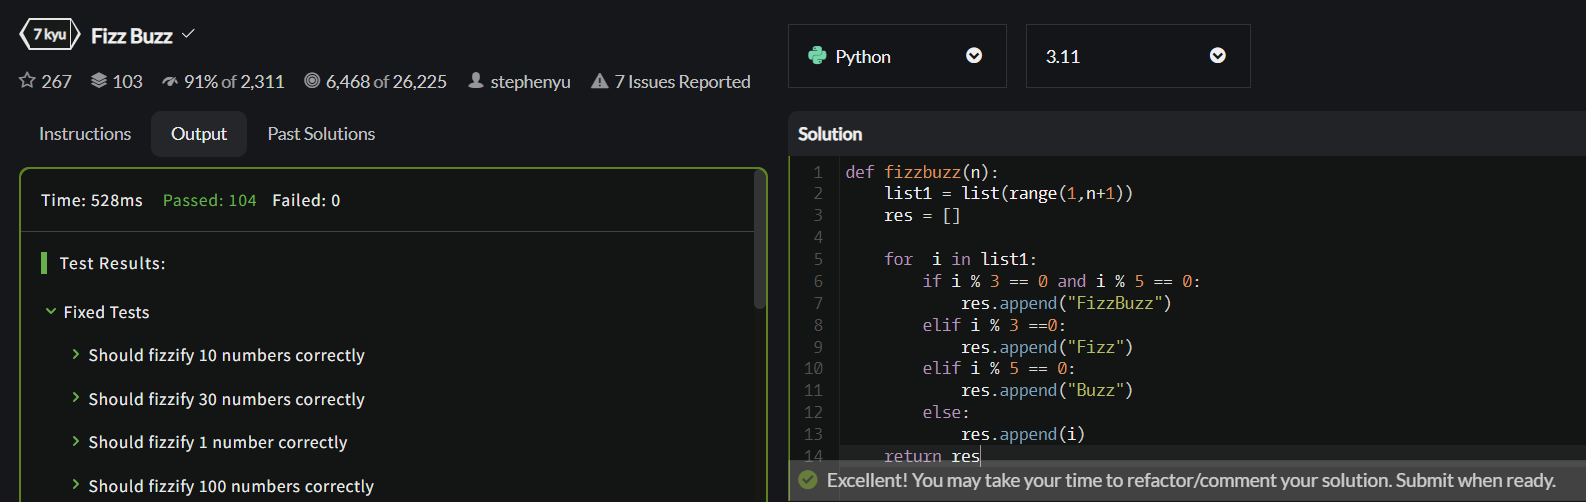 7 kyu Fizz Buzz
267 103 91% of 2,311 6,468 of 26,225 stephenyu 7 Issues Reported
Instructions Output Past Solutions
Time: 528ms Passed: 104 Failed: 0
Test Results:
Fixed Tests
Should fizzify 10 numbers correctly
Should fizzify 30 numbers correctly
Should fizzify 1 number correctly
Should fizzify 100 numbers correctly
Python 3.11
Solution
1 def fizzbuzz(n):
2     list1 = list(range(1,n+1))
3     res = []
4
5     for  i in list1:
6         if i % 3 == 0 and i % 5 == 0:
7             res.append("FizzBuzz")
8         elif i % 3 ==0:
9             res.append("Fizz")
10         elif i % 5 == 0:
11             res.append("Buzz")
12         else:
13             res.append(i)
14     return res
Excellent! You may take your time to refactor/comment your solution. Submit when ready.